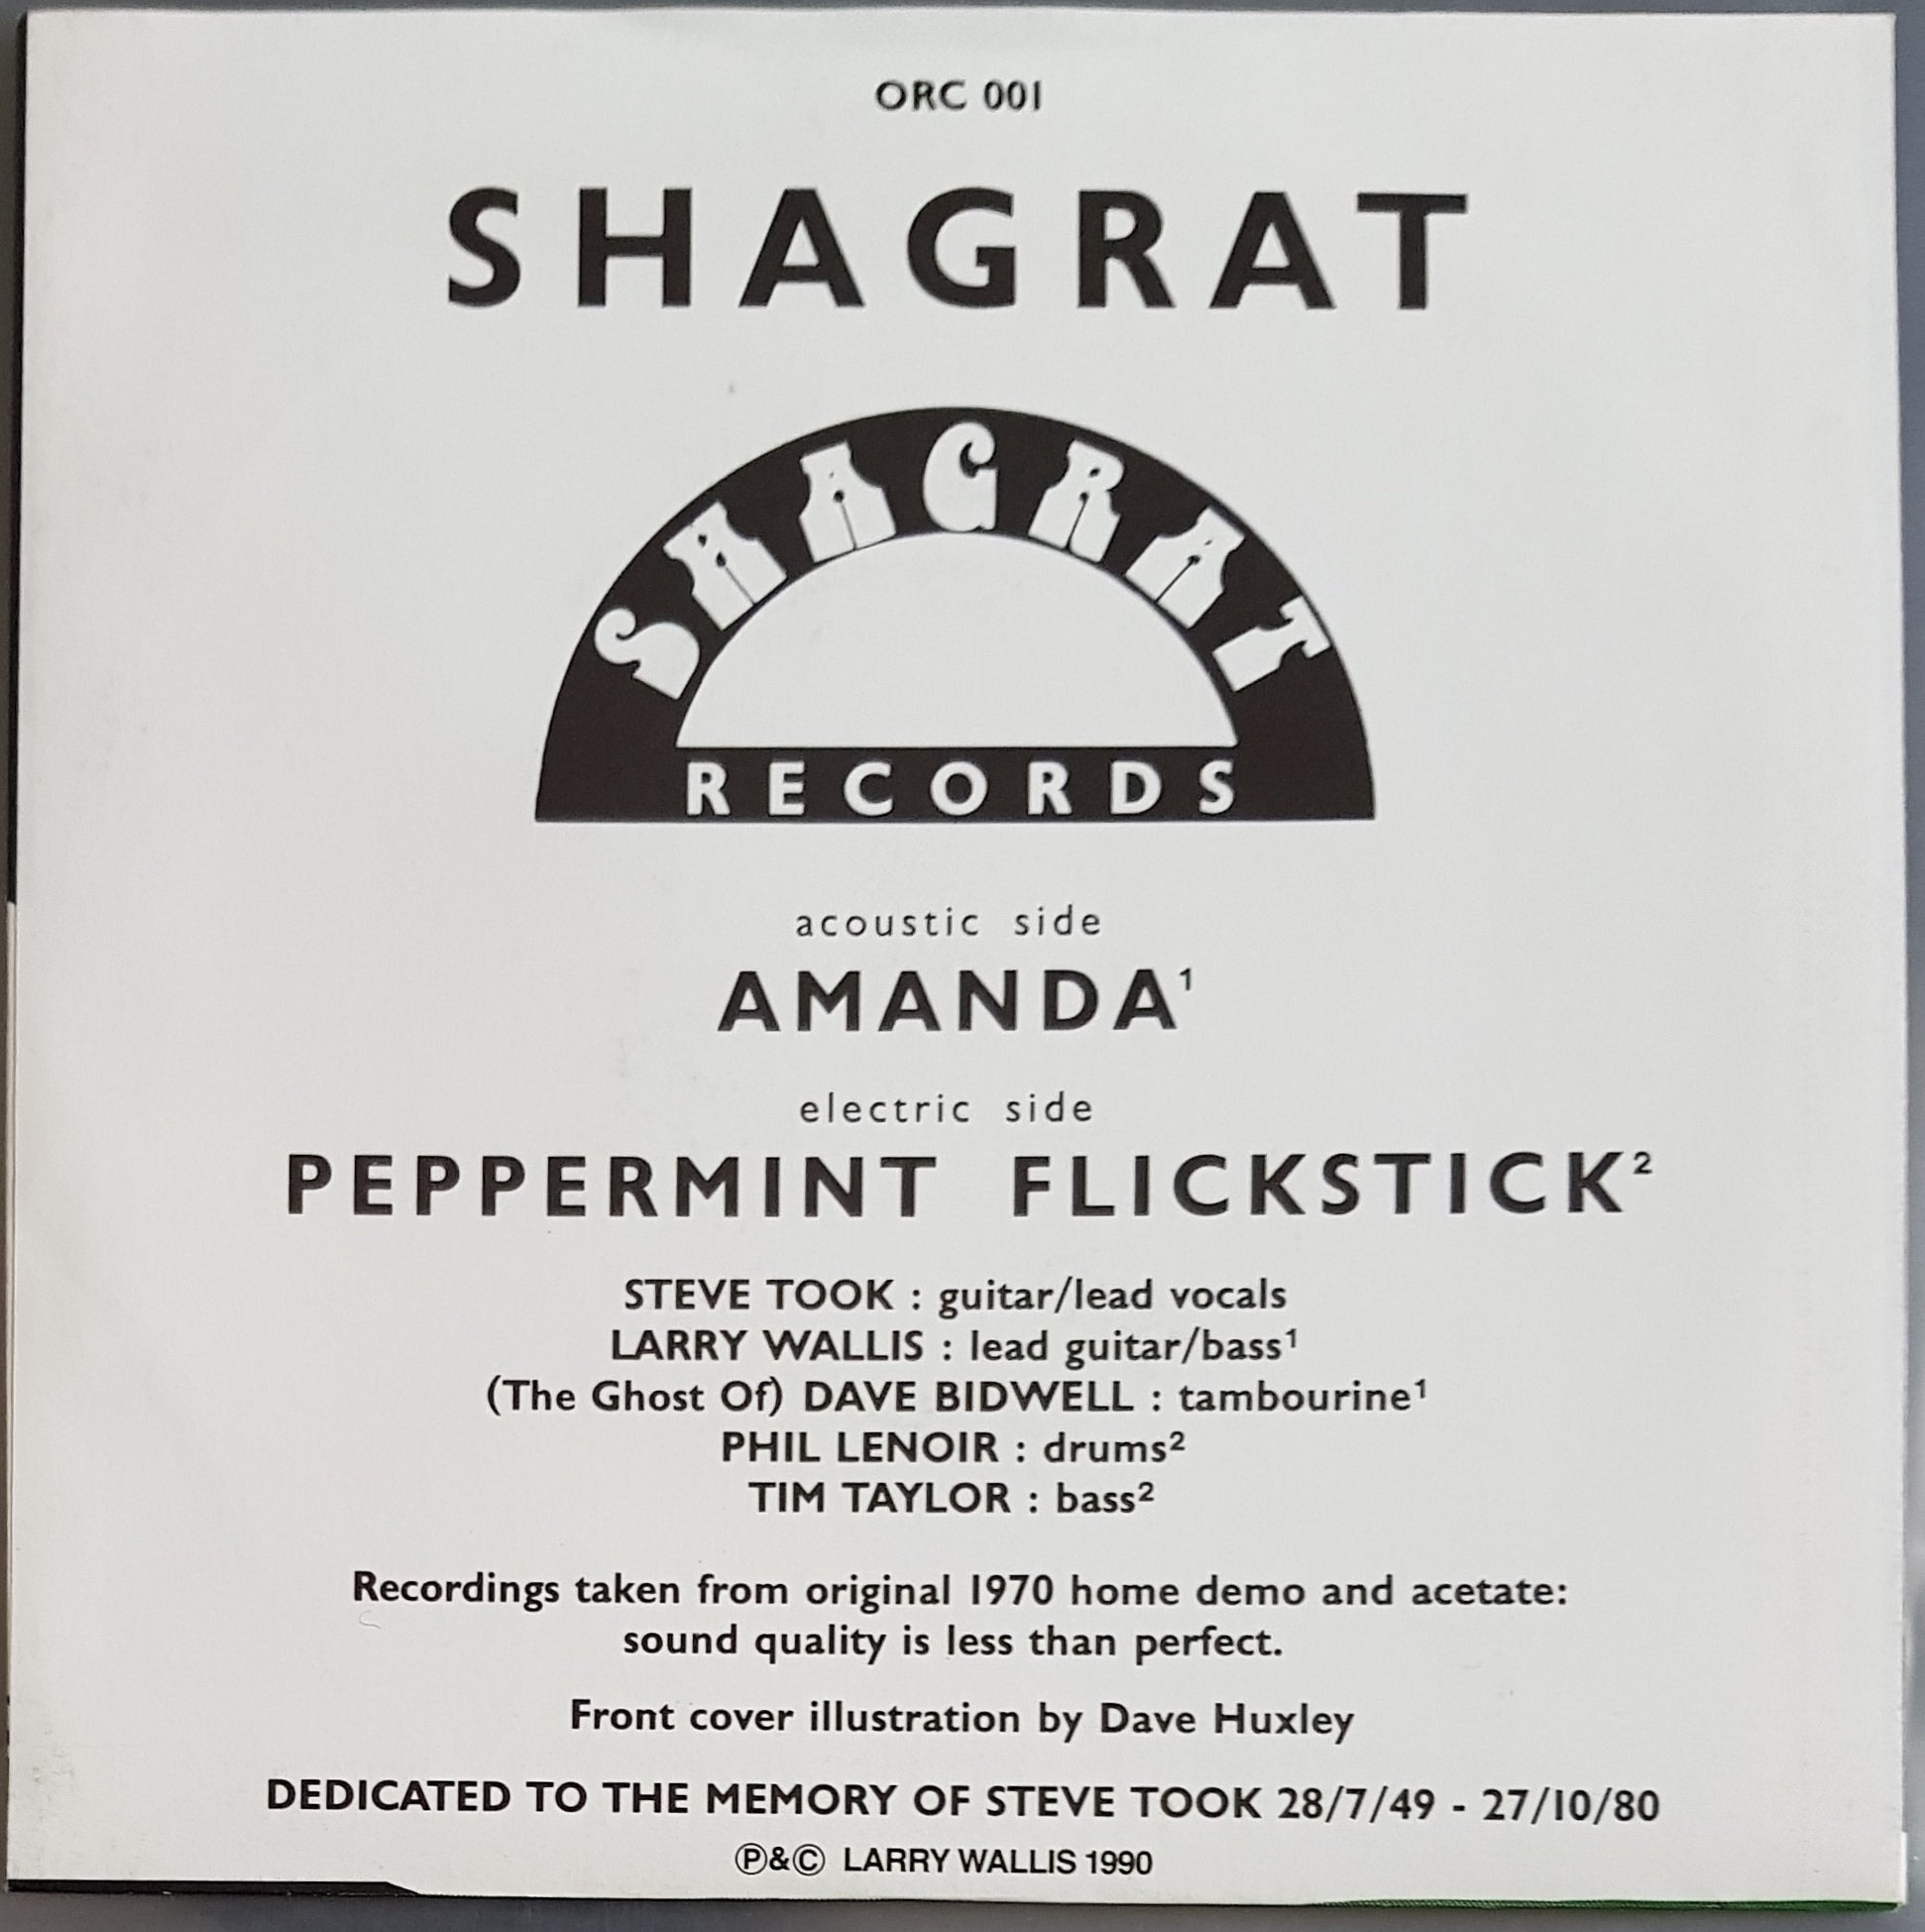 ORC 001
SHAGRAT
SHAGRAT
RECORDS
acoustic side
AMANDA¹
electric side
PEPPERMINT FLICKSTICK²
STEVE TOOK : guitar/lead vocals
LARRY WALLIS : lead guitar/bass¹
(The Ghost Of) DAVE BIDWELL : tambourine¹
PHIL LENOIR : drums²
TIM TAYLOR : bass²
Recordings taken from original 1970 home demo and acetate:
sound quality is less than perfect.
Front cover illustration by Dave Huxley
DEDICATED TO THE MEMORY OF STEVE TOOK 28/7/49 - 27/10/80
℗&© LARRY WALLIS 1990